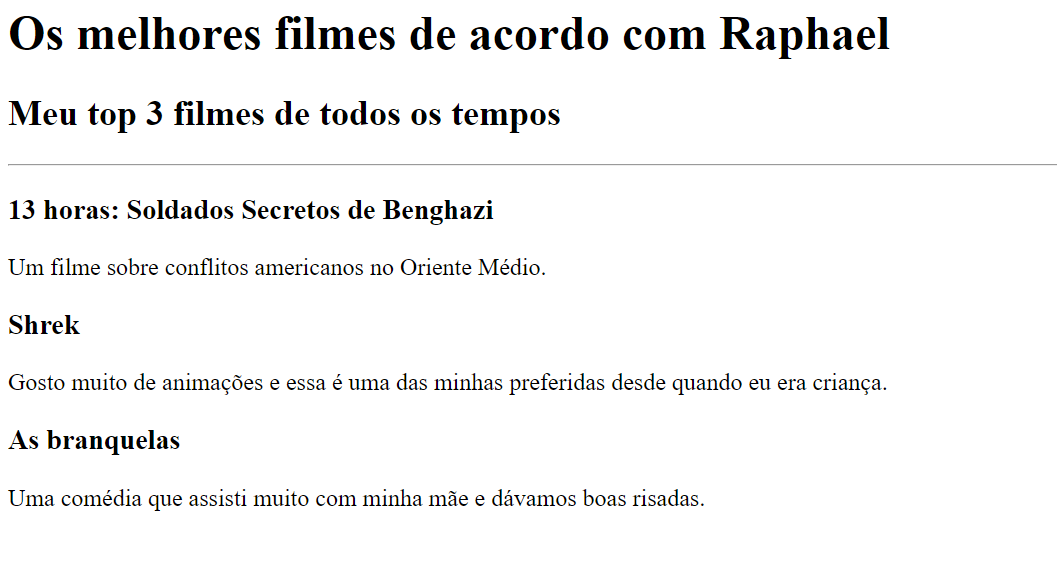 Os melhores filmes de acordo com Raphael
Meu top 3 filmes de todos os tempos
13 horas: Soldados Secretos de Benghazi
Um filme sobre conflitos americanos no Oriente Médio.
Shrek
Gosto muito de animações e essa é uma das minhas preferidas desde quando eu era criança.
As branquelas
Uma comédia que assisti muito com minha mãe e dávamos boas risadas.